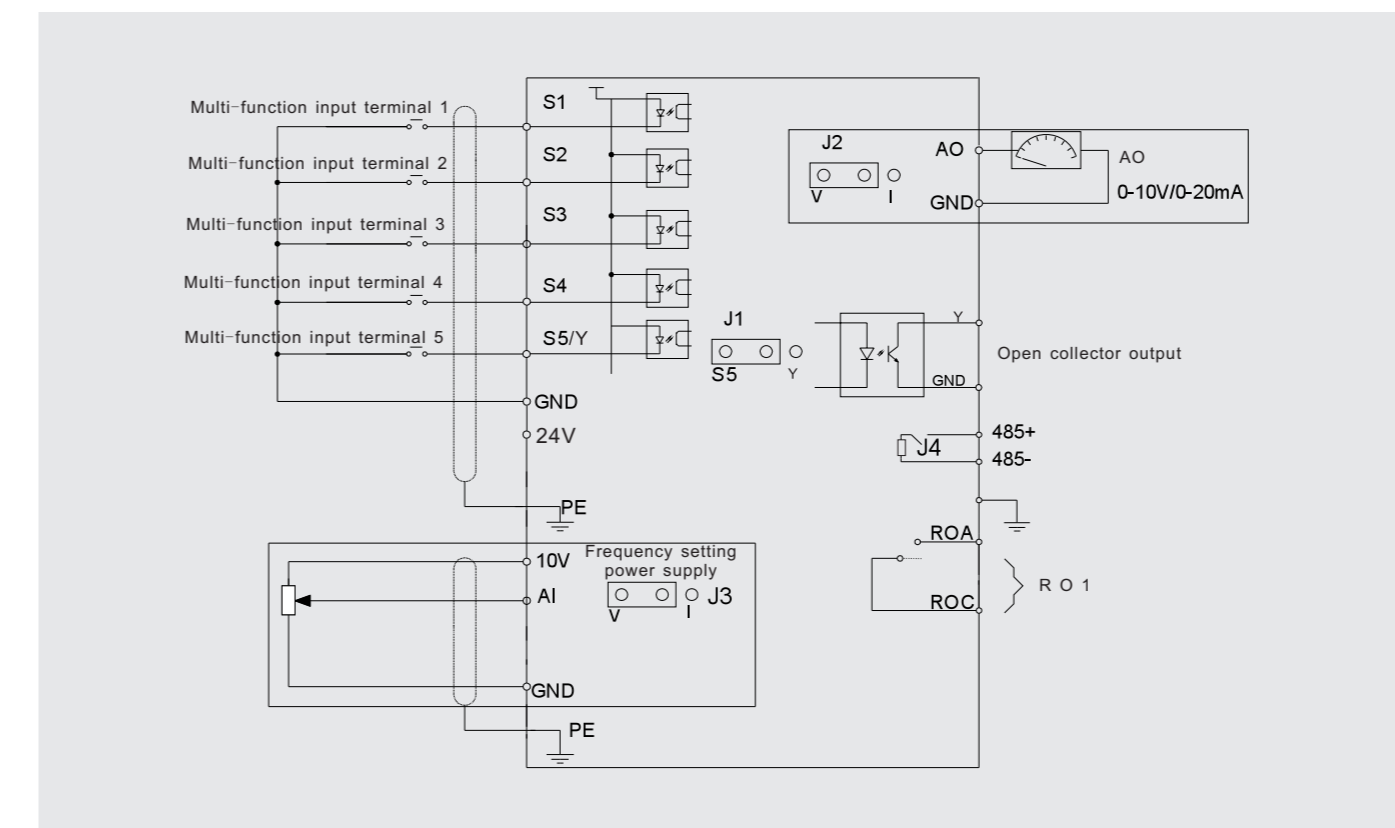 Multi-function input terminal 1
S1
Multi-function input terminal 2
S2
Multi-function input terminal 3
S3
Multi-function input terminal 4
S4
Multi-function input terminal 5
S5/Y
GND
24V
PE
J2
V
I
AO
GND
AO
0-10V/0-20mA
J1
S5
Y
Y
GND
Open collector output
J4
485+
485-
ROA
ROC
R O 1
10V
Frequency setting
power supply
AI
V
I
J3
GND
PE